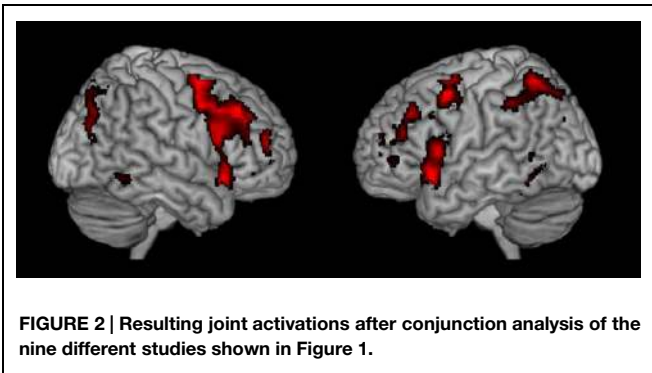 FIGURE 2 | Resulting joint activations after conjunction analysis of the
nine different studies shown in Figure 1.